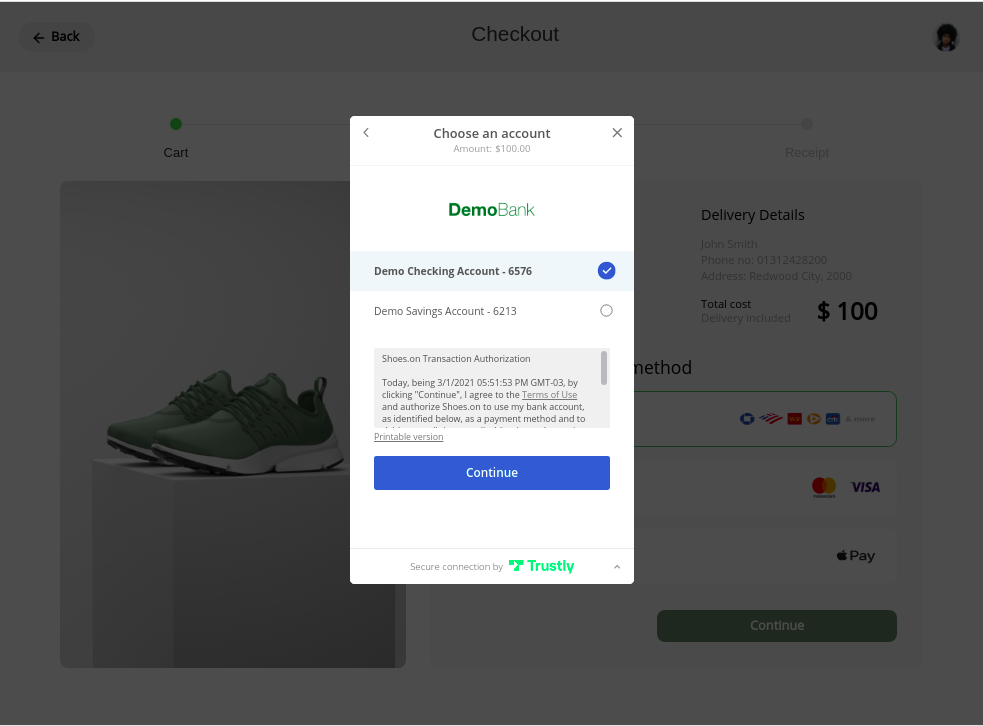 Back
Checkout
Cart
Receipt
Choose an account
Amount: $100.00
DemoBank
Demo Checking Account - 6576
Demo Savings Account - 6213
Shoes.on Transaction Authorization
Today, being 3/1/2021 05:51:53 PM GMT-03, by
clicking "Continue", I agree to the Terms of Use
and authorize Shoes.on to use my bank account,
as identified below, as a payment method and to
Printable version
Continue
Secure connection by Trustly
Delivery Details
John Smith
Phone no: 01312428200
Address: Redwood City, 2000
Total cost
Delivery included
$ 100
method
& more
VISA
Pay
Continue